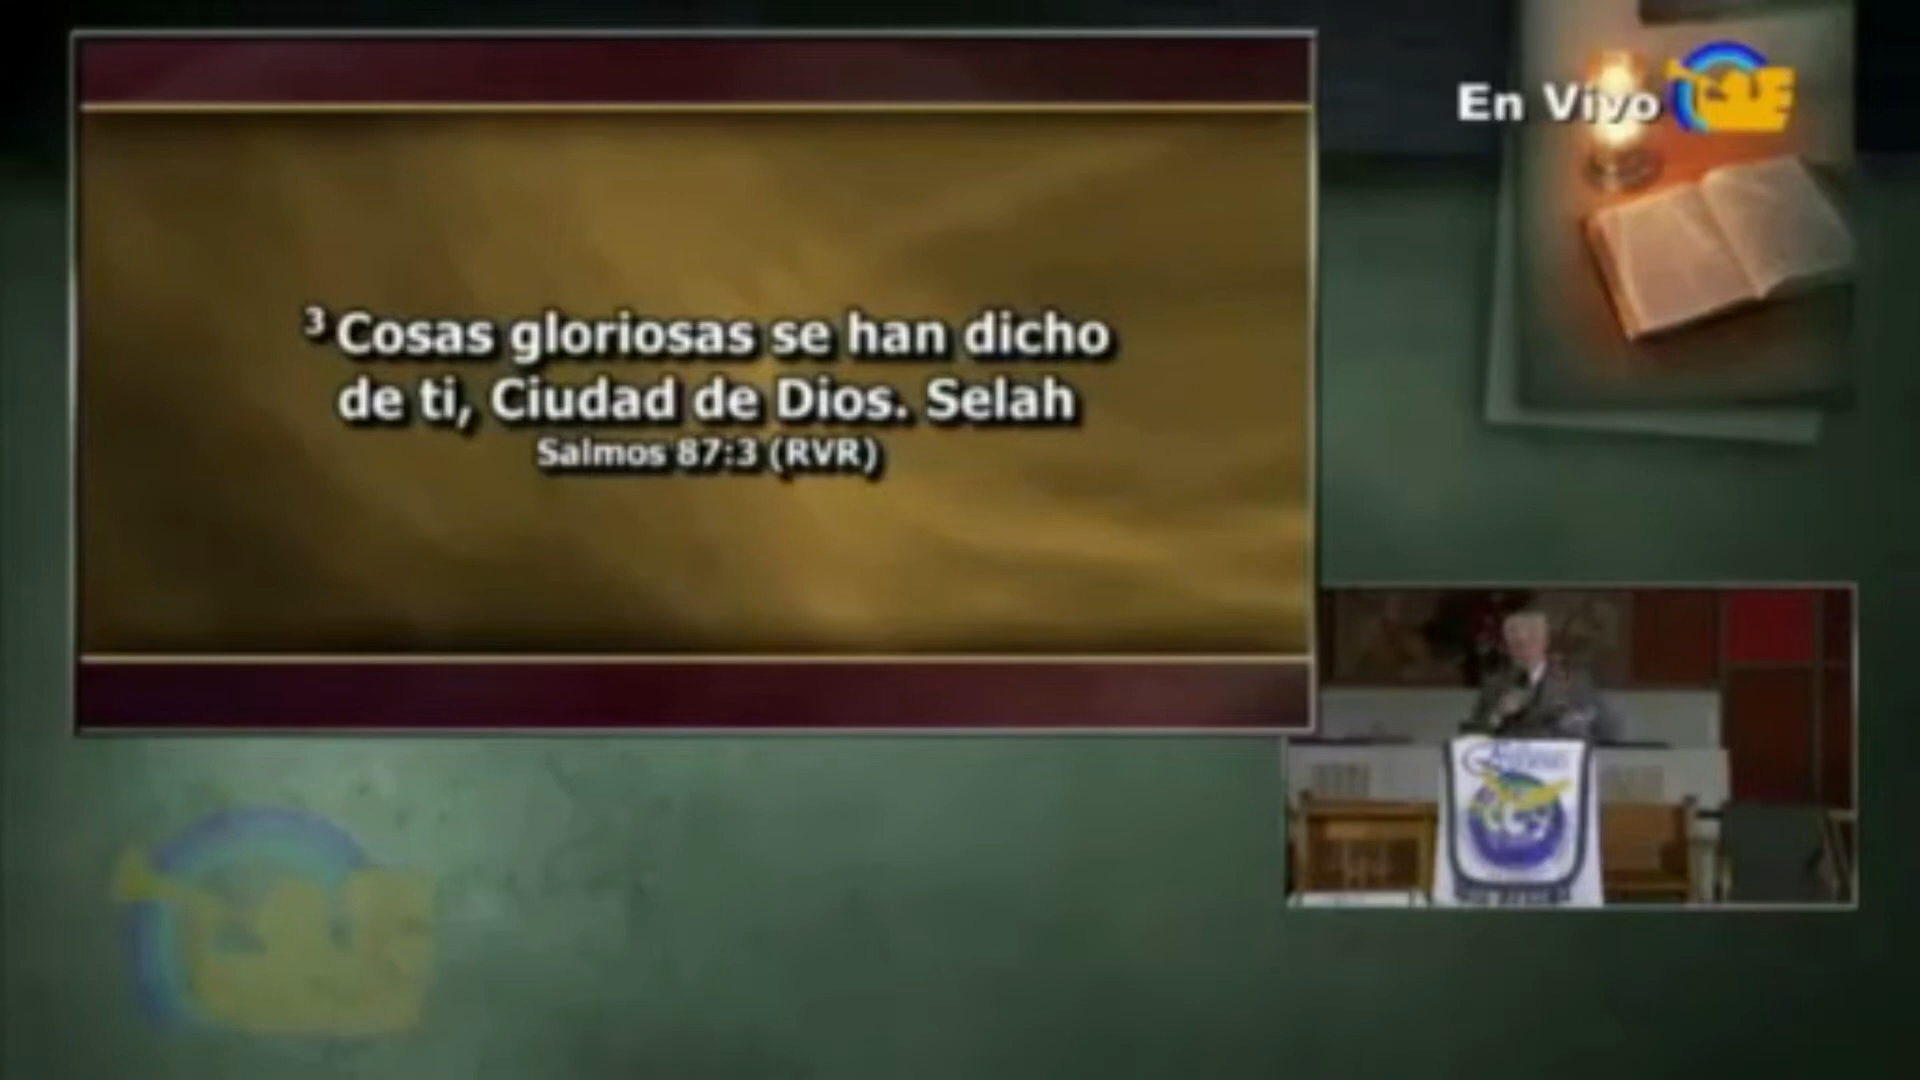 ³ Cosas gloriosas se han dicho
de ti, Ciudad de Dios. Selah
Salmos 87:3 (RVR)
En Vivo